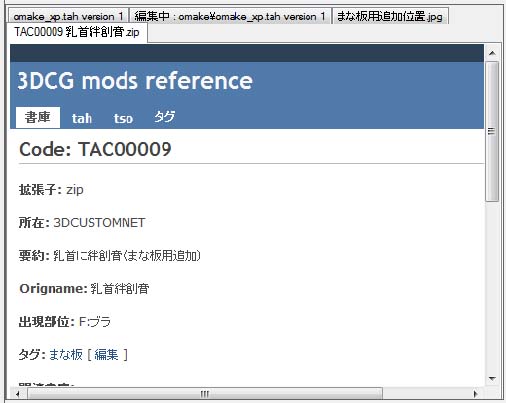 omake_xp.tah version 1
編集中 : omake¥omake_xp.tah version 1
まな板用追加位置.jpg
TAC00009 乳首絆創膏.zip
3DCG mods reference
書庫 tah tso タグ
Code: TAC00009
拡張子: zip
所在: 3DCUSTOMNET
要約: 乳首に絆創膏(まな板用追加)
Origname: 乳首絆創膏
出現部位: F:ブラ
タグ: まな板 [ 編集 ]